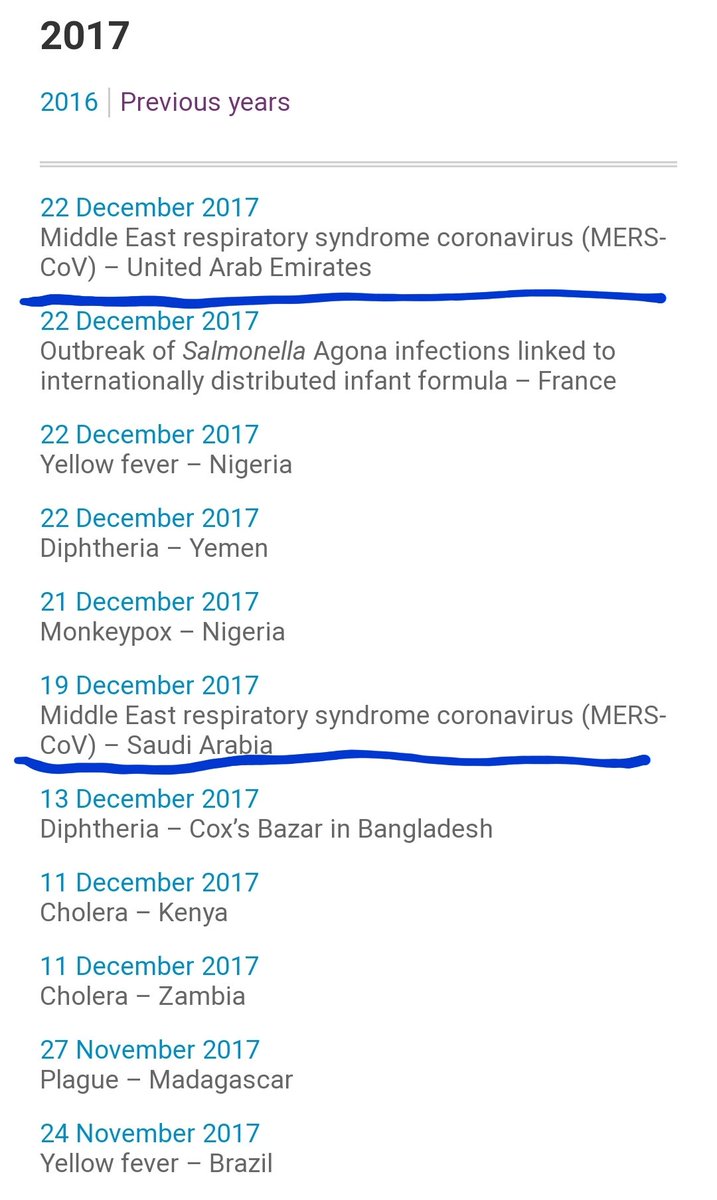 2017
2016 | Previous years
22 December 2017
Middle East respiratory syndrome coronavirus (MERS-
CoV) – United Arab Emirates
22 December 2017
Outbreak of Salmonella Agona infections linked to
internationally distributed infant formula – France
22 December 2017
Yellow fever – Nigeria
22 December 2017
Diphtheria – Yemen
21 December 2017
Monkeypox – Nigeria
19 December 2017
Middle East respiratory syndrome coronavirus (MERS-
CoV) – Saudi Arabia
13 December 2017
Diphtheria – Cox’s Bazar in Bangladesh
11 December 2017
Cholera – Kenya
11 December 2017
Cholera – Zambia
27 November 2017
Plague – Madagascar
24 November 2017
Yellow fever – Brazil